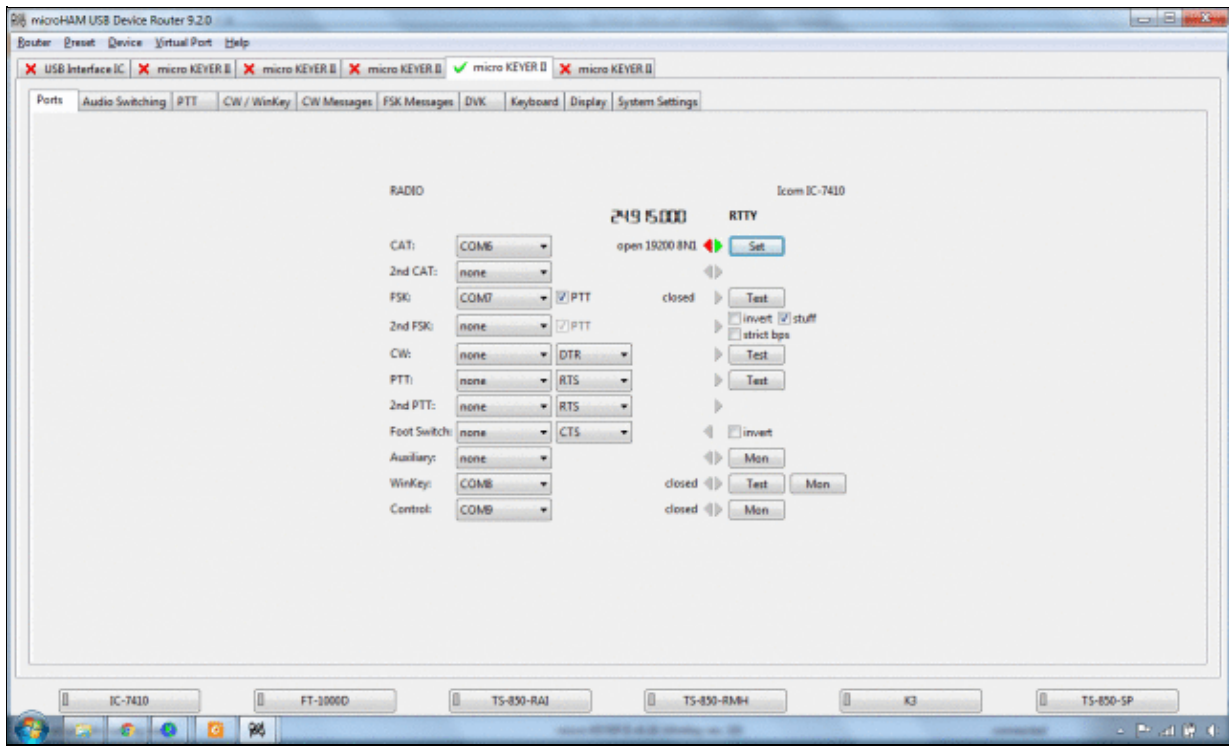 microHAM USB Device Router 9.2.0
Router Preset Device Virtual Port Help
USB Interface IC micro KEYER II micro KEYER II micro KEYER II micro KEYER II micro KEYER II
Ports Audio Switching PTT CW / WinKey CW Messages FSK Messages DVK Keyboard Display System Settings
RADIO Icom IC-7410
24.915.000 RTTY
CAT: COM6 open 19200 8N1 Set
2nd CAT: none
FSK: COM7 PTT closed Test
invert stuff
2nd FSK: none PTT
strict bps
CW: none DTR Test
PTT: none RTS Test
2nd PTT: none RTS
Foot Switch: none CTS invert
Auxiliary: none Mon
WinKey: COM8 closed Test Mon
Control: COM9 closed Mon
IC-7410 FT-1000D TS-850-RAI TS-850-RMH K3 TS-850-SP